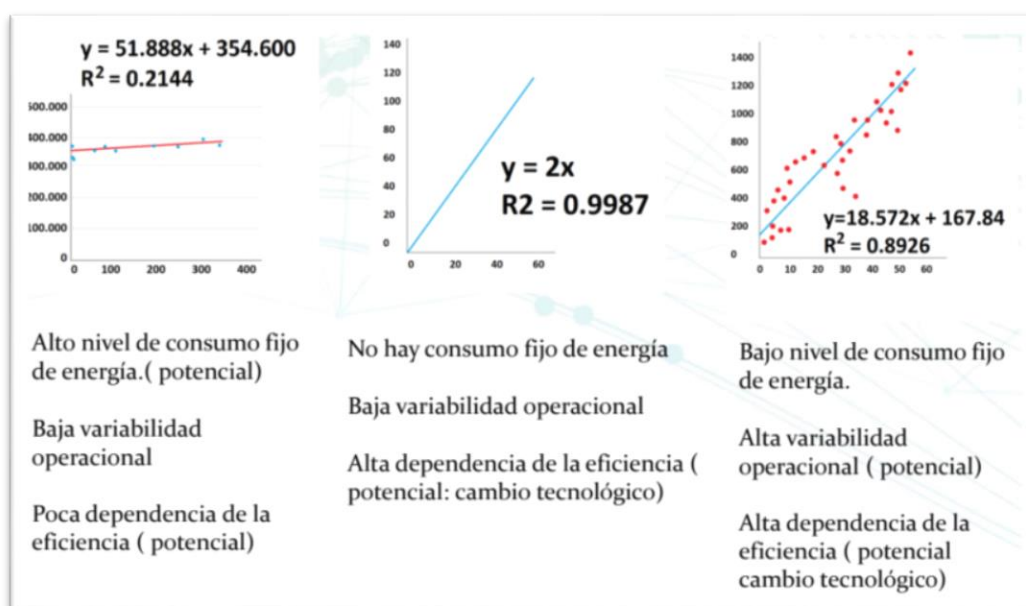 y = 51.888x + 354.600
R² = 0.2144
400.000
200.000
100.000
0
0 100 200 300 400
140
120
100
80
60
40
20
0
y = 2x
R2 = 0.9987
0 20 40 60
1400
1200
1000
800
600
400
200
0
y=18.572x + 167.84
R² = 0.8926
0 10 20 30 40 50 60
Alto nivel de consumo fijo
de energía.( potencial)
Baja variabilidad
operacional
Poca dependencia de la
eficiencia ( potencial)
No hay consumo fijo de energía
Baja variabilidad operacional
Alta dependencia de la eficiencia (
potencial: cambio tecnológico)
Bajo nivel de consumo fijo
de energía.
Alta variabilidad
operacional ( potencial)
Alta dependencia de la
eficiencia ( potencial
cambio tecnológico)